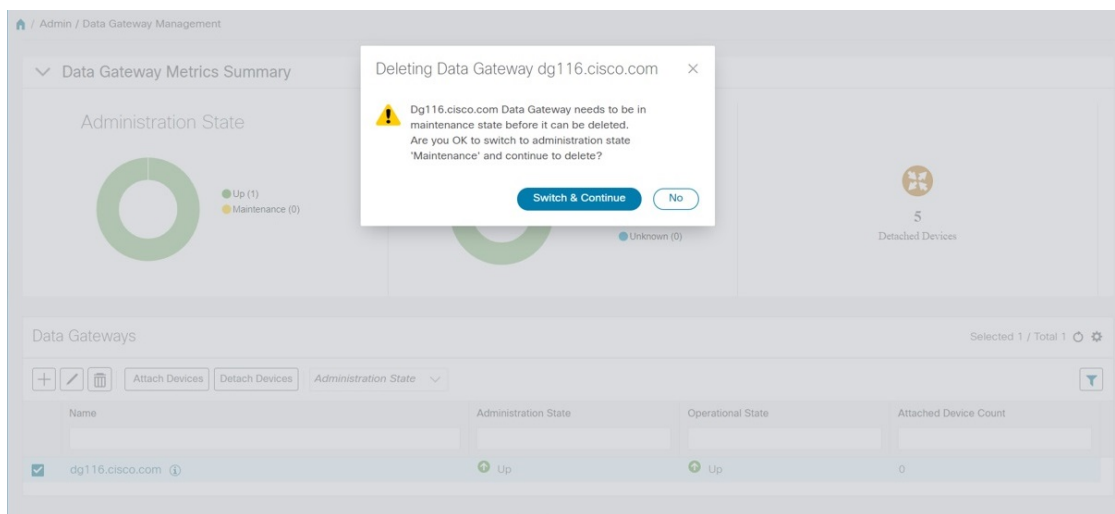 / Admin / Data Gateway Management
Data Gateway Metrics Summary
Deleting Data Gateway dg116.cisco.com
Dg116.cisco.com Data Gateway needs to be in
maintenance state before it can be deleted.
Are you OK to switch to administration state
'Maintenance' and continue to delete?
Switch & Continue
No
Administration State
Up (1)
Maintenance (0)
Unknown (0)
5
Detached Devices
Data Gateways
Selected 1 / Total 1
Attach Devices
Detach Devices
Administration State
Name
Administration State
Operational State
Attached Device Count
dg116.cisco.com
Up
Up
0